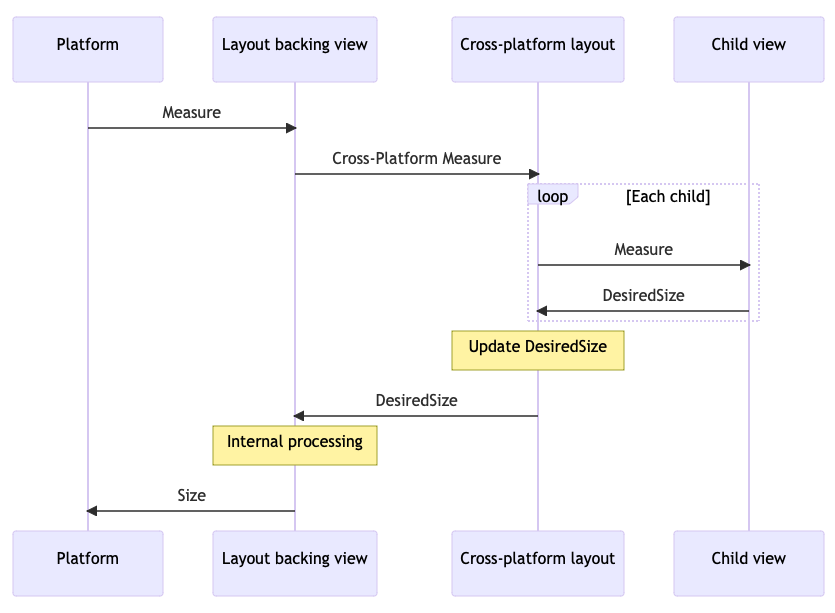 Platform
Layout backing view
Cross-platform layout
Child view
Measure
Cross-Platform Measure
loop
[Each child]
Measure
DesiredSize
Update DesiredSize
DesiredSize
Internal processing
Size
Platform
Layout backing view
Cross-platform layout
Child view